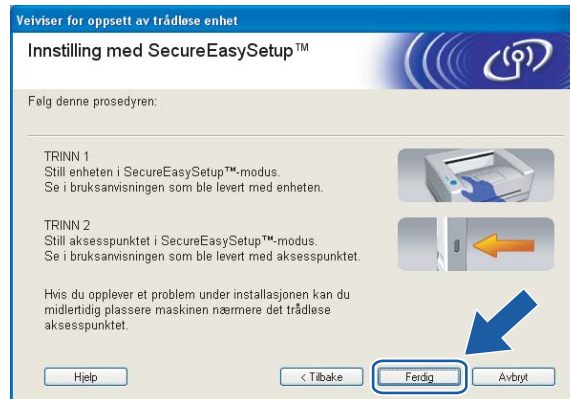 Veiviser for oppsett av trådløse enhet
Innstilling med SecureEasySetup™
Følg denne prosedyren:
TRINN 1
Still enheten i SecureEasySetup™-modus.
Se i bruksanvisningen som ble levert med enheten.
TRINN 2
Still aksesspunktet i SecureEasySetup™-modus.
Se i bruksanvisningen som ble levert med aksesspunktet.
Hvis du opplever et problem under installasjonen kan du
midlertidig plassere maskinen nærmere det trådløse
aksesspunktet.
Hjelp
< Tilbake
Ferdig
Avbryt